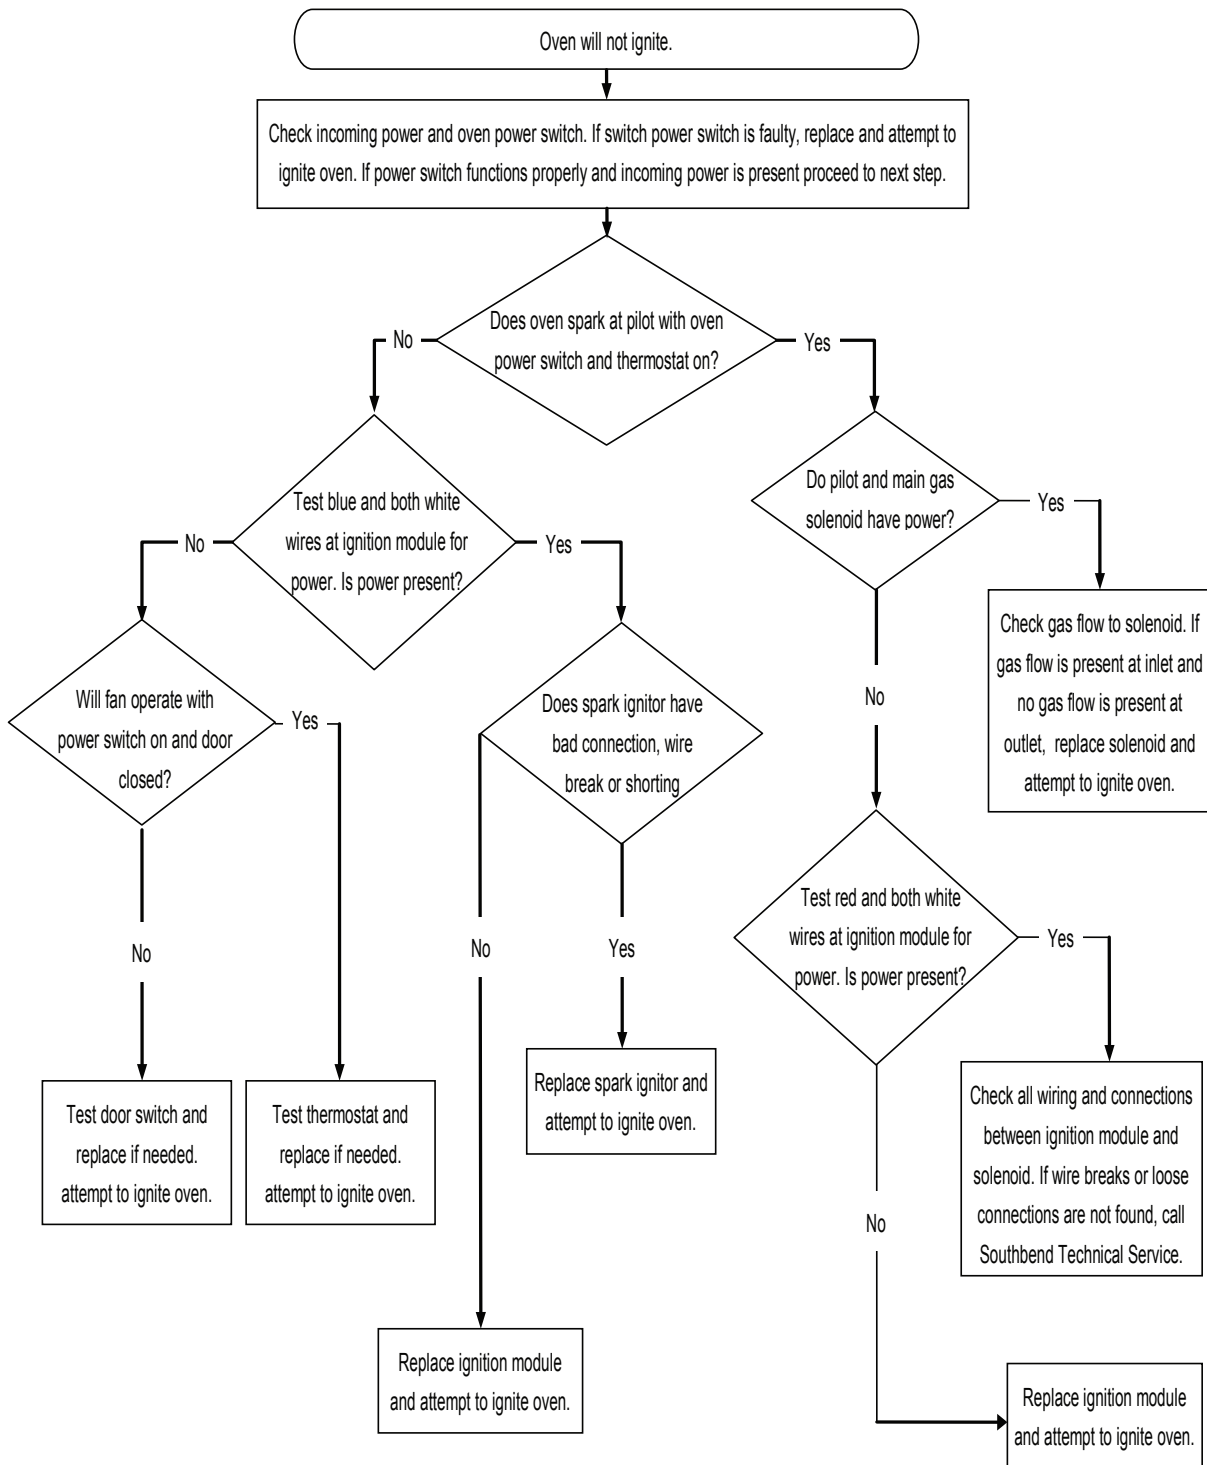 Oven will not ignite.
Check incoming power and oven power switch. If switch power switch is faulty, replace and attempt to
ignite oven. If power switch functions properly and incoming power is present proceed to next step.
Does oven spark at pilot with oven
power switch and thermostat on?
No
Yes
Test blue and both white
wires at ignition module for
power. Is power present?
Do pilot and main gas
solenoid have power?
Yes
No
Yes
Check gas flow to solenoid. If
gas flow is present at inlet and
no gas flow is present at
outlet, replace solenoid and
attempt to ignite oven.
Will fan operate with
power switch on and door
closed?
Yes
Does spark ignitor have
bad connection, wire
break or shorting
No
Test red and both white
wires at ignition module for
power. Is power present?
Yes
No
No
Yes
Test door switch and
replace if needed.
attempt to ignite oven.
Test thermostat and
replace if needed.
attempt to ignite oven.
Replace spark ignitor and
attempt to ignite oven.
Check all wiring and connections
between ignition module and
solenoid. If wire breaks or loose
connections are not found, call
Southbend Technical Service.
No
Replace ignition module
and attempt to ignite oven.
Replace ignition module
and attempt to ignite oven.